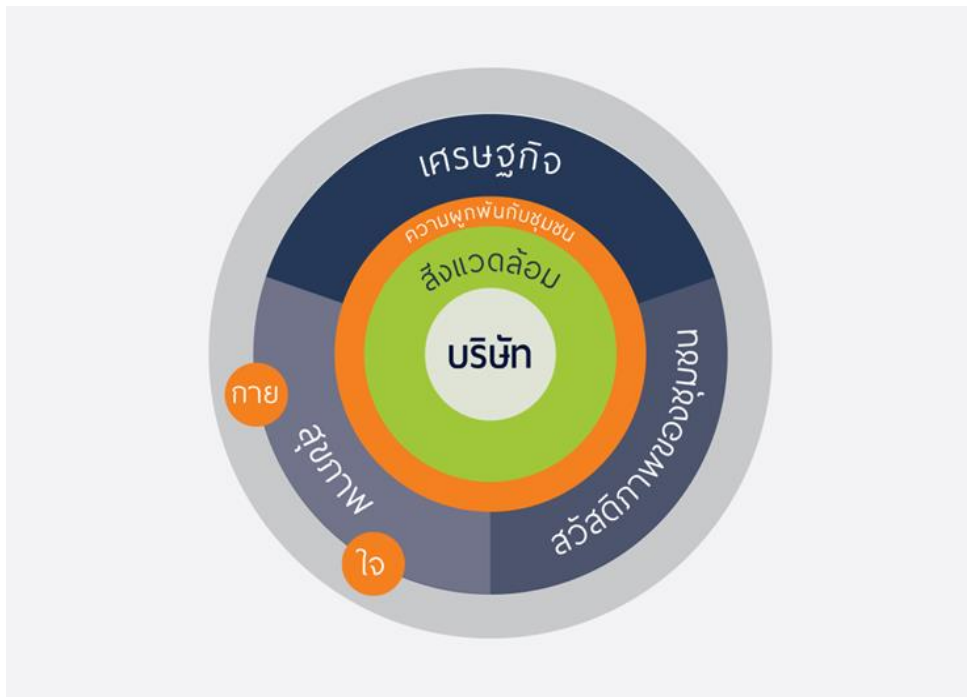 เศรษฐกิจ
ความผูกพันกับชุมชน
สิ่งแวดล้อม
บริษัท
กาย
สุขภาพ
ใจ
สวัสดิภาพของชุมชน